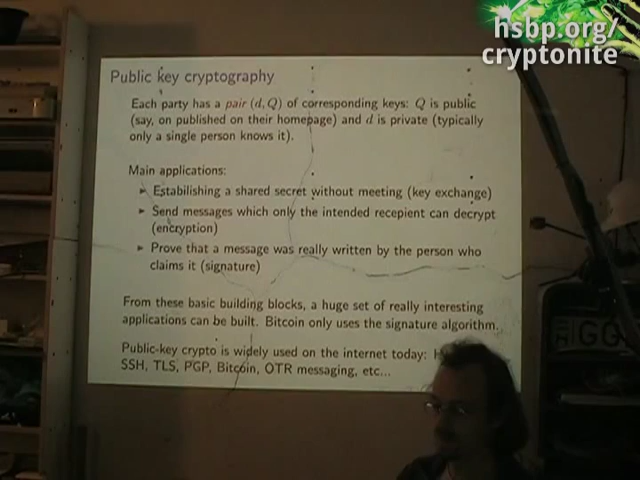 hsbp.org/
cryptonite
Public key cryptography
Each party has a pair (d, Q) of corresponding keys: Q is public
(say, on published on their homepage) and d is private (typically
only a single person knows it).
Main applications:
Estabilishing a shared secret without meeting (key exchange)
Send messages which only the intended recepient can decrypt
(encryption)
Prove that a message was really written by the person who
claims it (signature)
From these basic building blocks, a huge set of really interesting
applications can be built. Bitcoin only uses the signature algorithm.
Public-key crypto is widely used on the internet today:
SSH, TLS, PGP, Bitcoin, OTR messaging, etc...
IGG